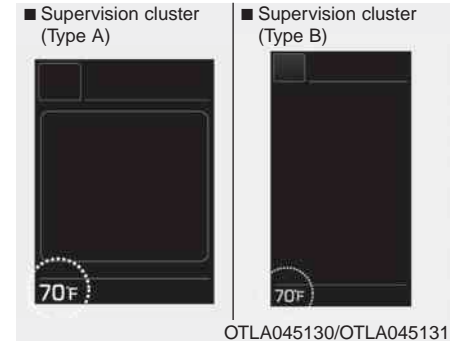 ■ Supervision cluster
(Type A)
70°F
■ Supervision cluster
(Type B)
70°F
OTLA045130/OTLA045131